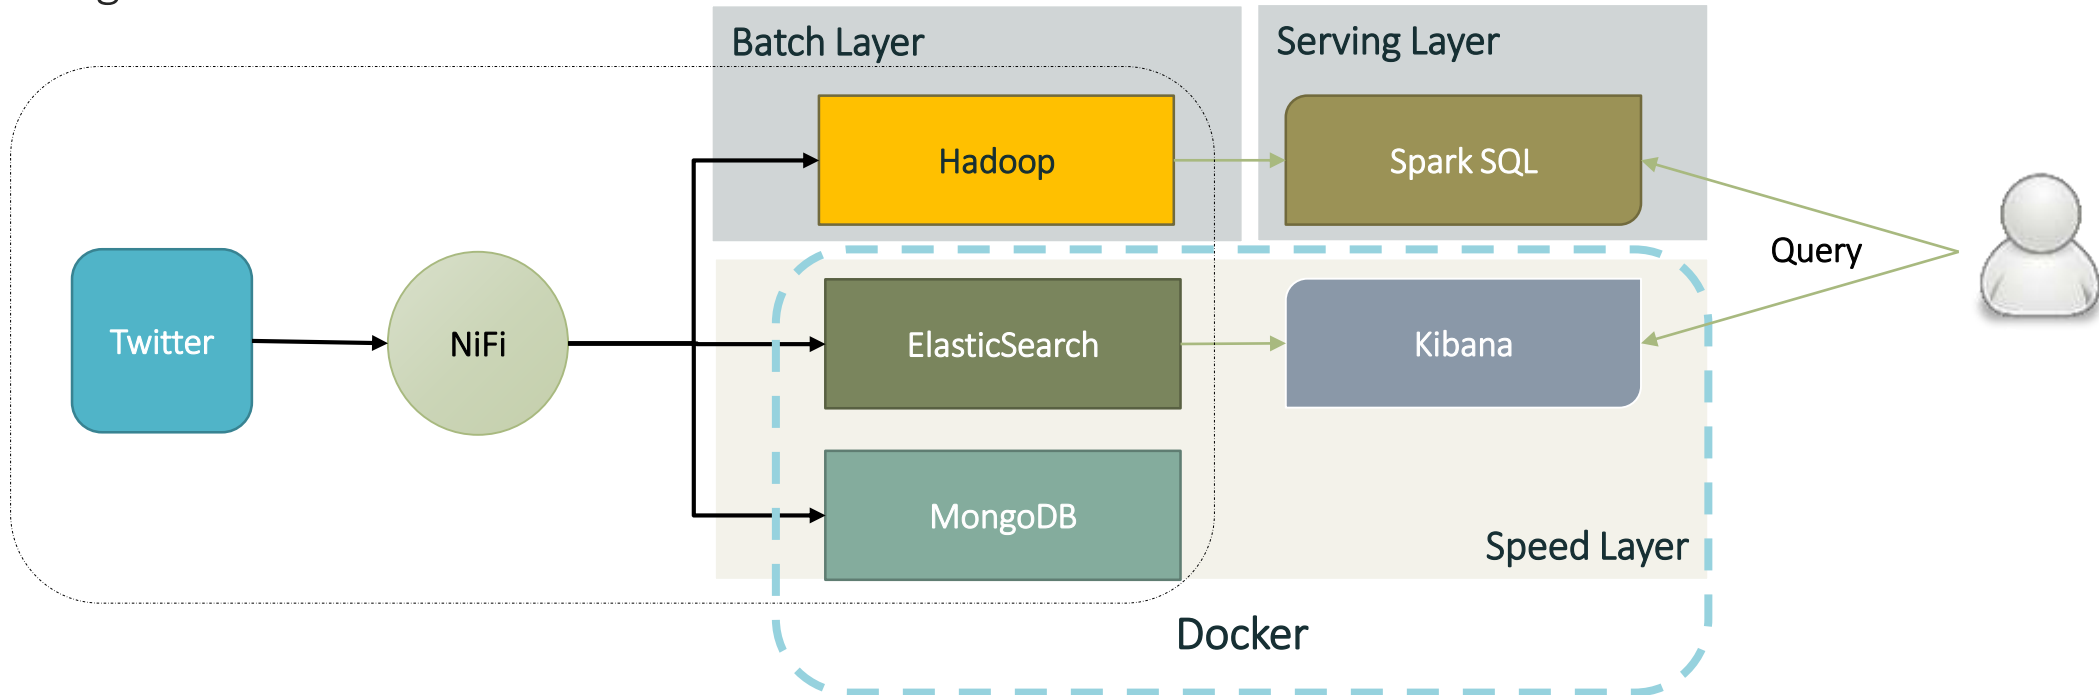 Batch Layer
Serving Layer
Hadoop
Spark SQL
Query
Twitter
NiFi
ElasticSearch
Kibana
MongoDB
Speed Layer
Docker